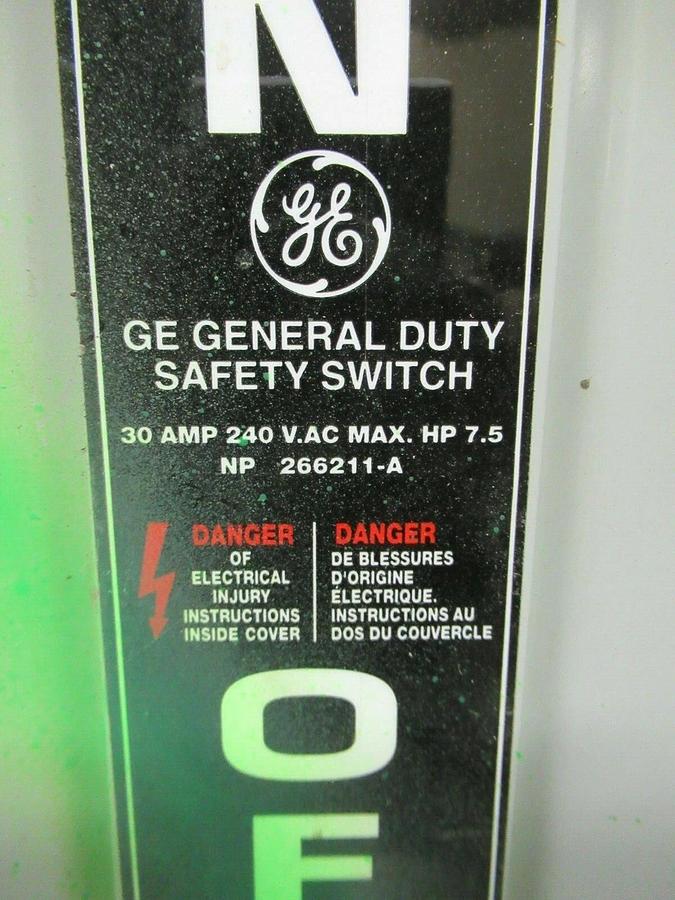 N
GE
GE GENERAL DUTY
SAFETY SWITCH
30 AMP 240 V.AC MAX. HP 7.5
NP 266211-A
DANGER
OF
ELECTRICAL
INJURY
INSTRUCTIONS
INSIDE COVER
DANGER
DE BLESSURES
D'ORIGINE
ÉLECTRIQUE.
INSTRUCTIONS AU
DOS DU COUVERCLE
O
F